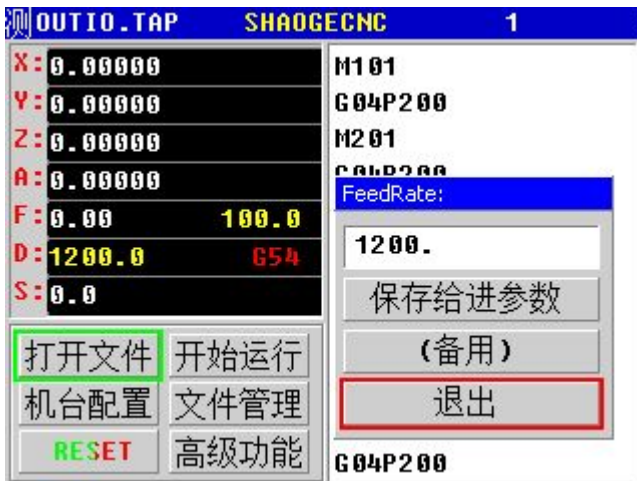 测OUTIO.TAP SHAOGECNC 1
X:0.00000
Y:0.00000
Z:0.00000
A:0.00000
F:0.00 100.0
D:1200.0 G54
S:0.0
打开文件 开始运行
机台配置 文件管理
RESET 高级功能
M101
G04P200
M201
G04P200
FeedRate:
1200.
保存给进参数
(备用)
退出
G04P200